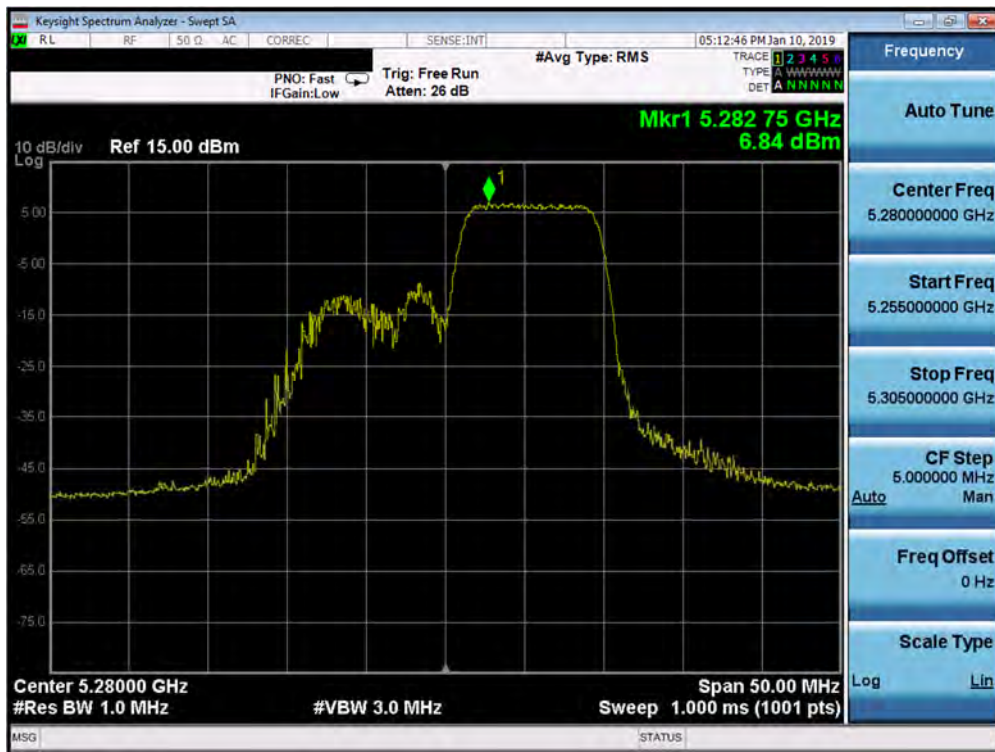 Keysight Spectrum Analyzer - Swept SA
LXI RL RF 50 Ω AC CORREC SENSE:INT 05:12:46 PM Jan 10, 2019
PNO: Fast
IFGain:Low
Trig: Free Run
Atten: 26 dB
#Avg Type: RMS
TRACE 1 2 3 4 5 6
TYPE A WWWWW
DET A N N N N N
Mkr1 5.282 75 GHz
6.84 dBm
10 dB/div
Log
Ref 15.00 dBm
1
5.00
-5.00
-15.0
-25.0
-35.0
-45.0
-55.0
-65.0
-75.0
Center 5.28000 GHz
Span 50.00 MHz
#Res BW 1.0 MHz
#VBW 3.0 MHz
Sweep 1.000 ms (1001 pts)
MSG
STATUS
Frequency
Auto Tune
Center Freq
5.280000000 GHz
Start Freq
5.255000000 GHz
Stop Freq
5.305000000 GHz
CF Step
5.000000 MHz
Auto Man
Freq Offset
0 Hz
Scale Type
Log Lin